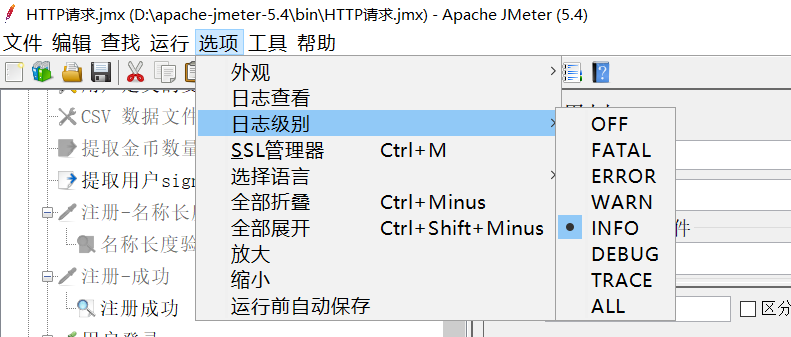 HTTP请求.jmx (D:\apache-jmeter-5.4\bin\HTTP请求.jmx) - Apache JMeter (5.4)
文件 编辑 查找 运行 选项 工具 帮助
外观
日志查看
日志级别
SSL管理器 Ctrl+M
选择语言
全部折叠 Ctrl+Minus
全部展开 Ctrl+Shift+Minus
放大
缩小
运行前自动保存
OFF
FATAL
ERROR
WARN
INFO
DEBUG
TRACE
ALL
CSV 数据文件
提取金币数量
提取用户sign
注册-名称长度
名称长度验
注册-成功
注册成功
用户登录
件
区分